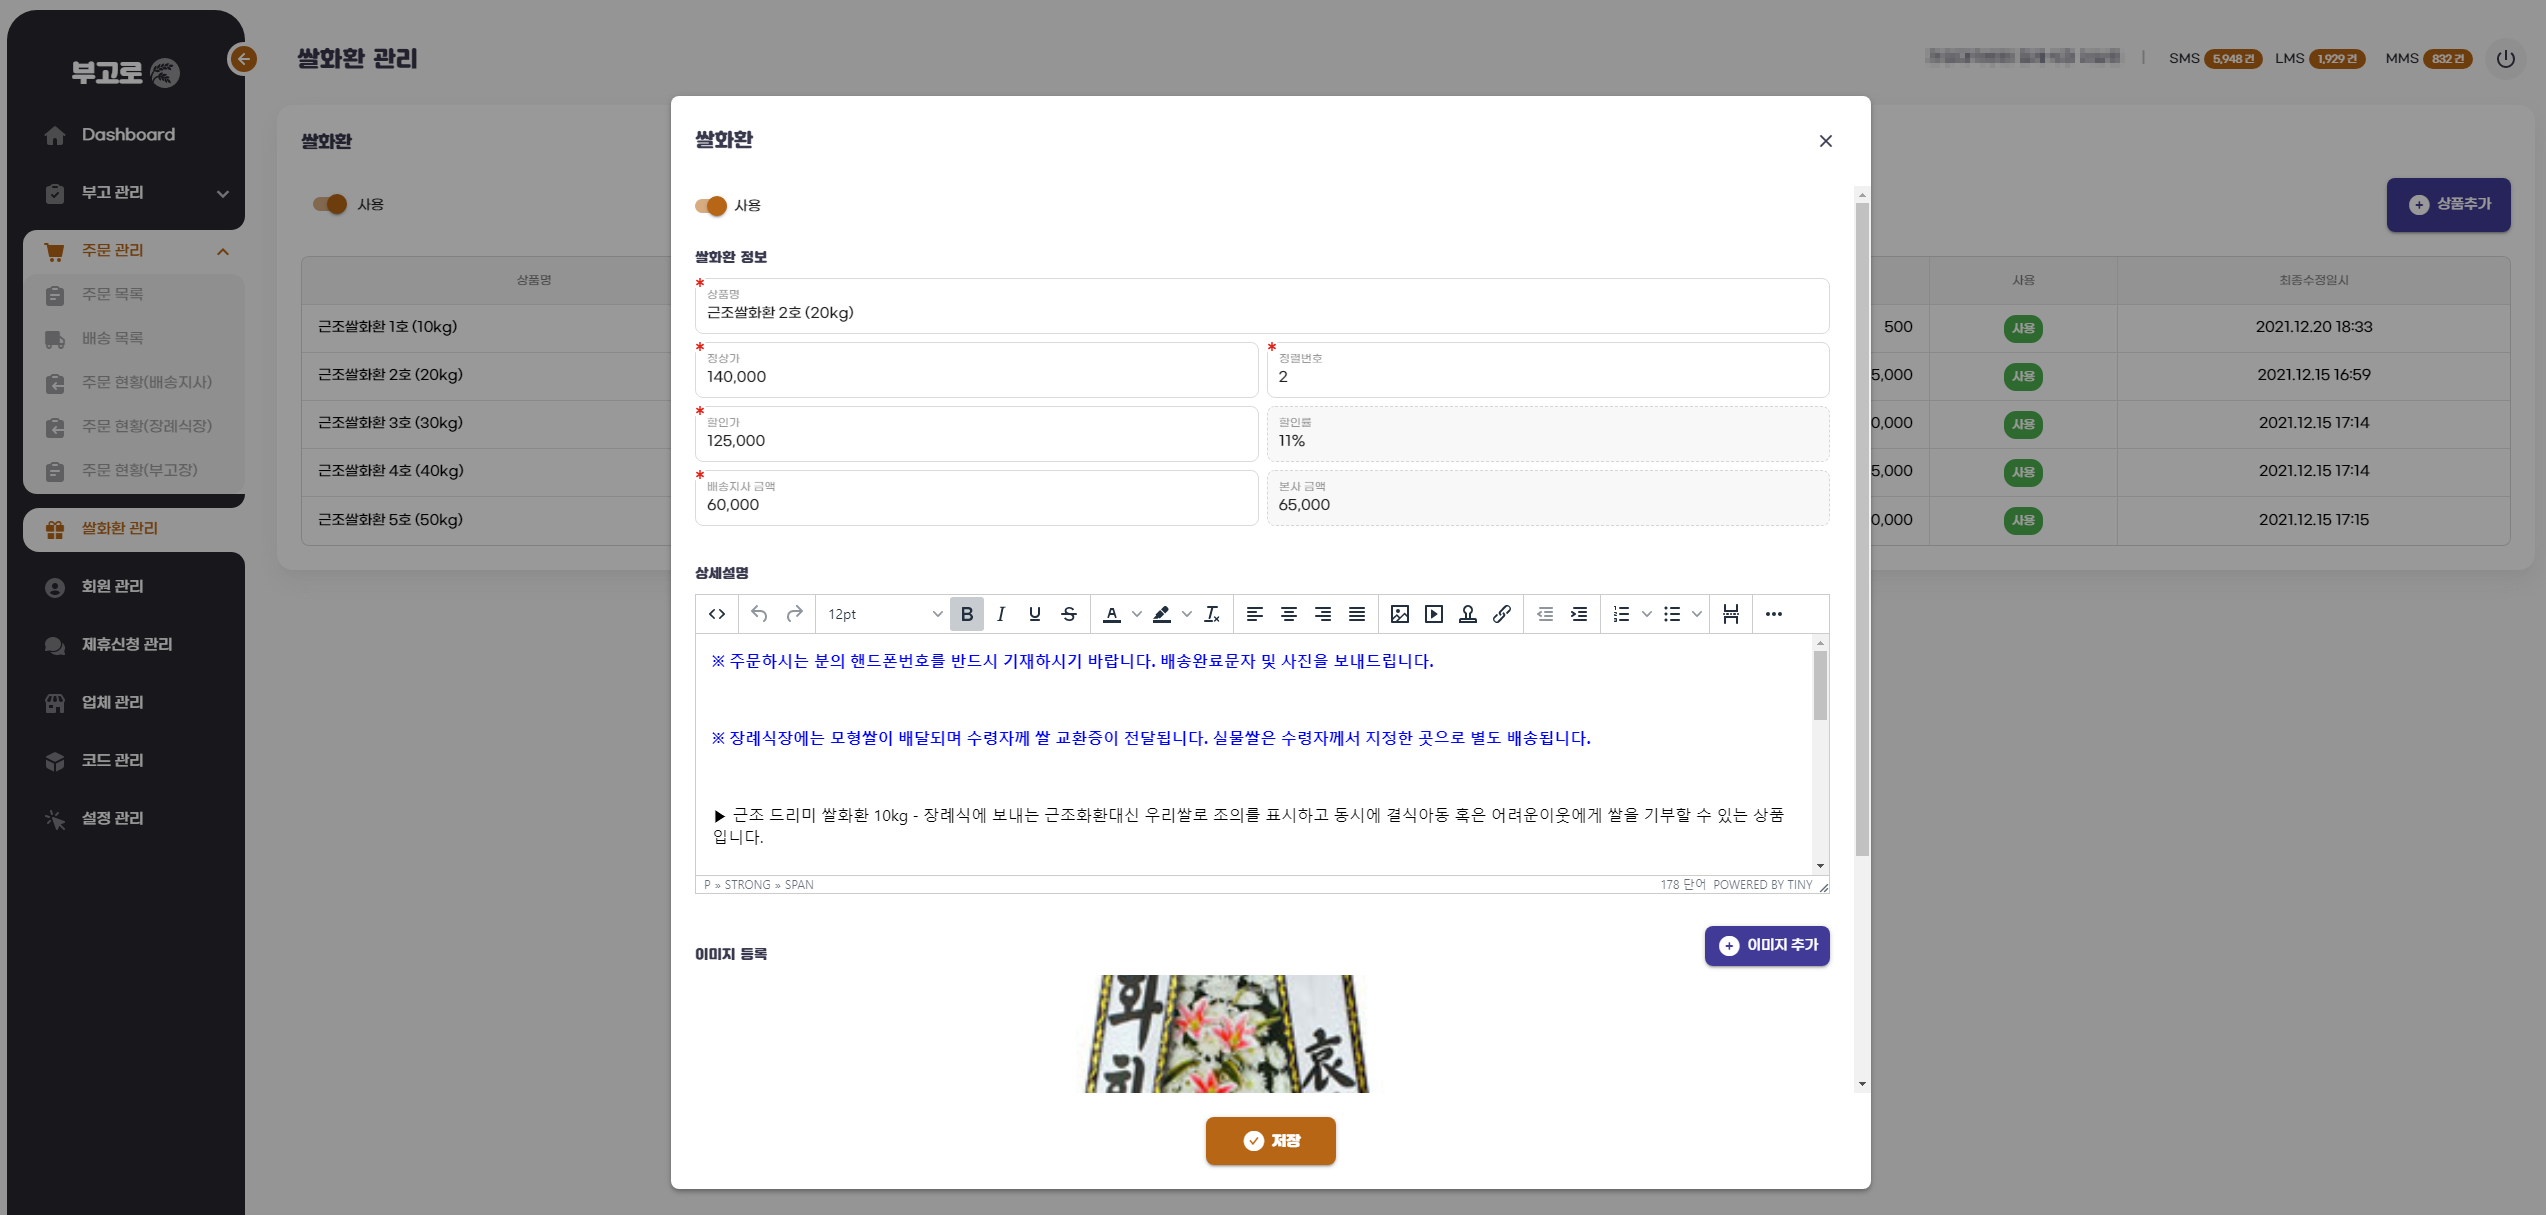 부고로
쌀화환 관리
SMS 5,948 건 LMS 1,929 건 MMS 832 건
Dashboard
부고 관리
주문 관리
주문 목록
배송 목록
주문 현황(배송지사)
주문 현황(장례식장)
주문 현황(부고장)
쌀화환 관리
회원 관리
제휴신청 관리
업체 관리
코드 관리
설정 관리
쌀화환
사용
상품추가
상품명 사용 최종수정일시
근조쌀화환 1호 (10kg) 500 사용 2021.12.20 18:33
근조쌀화환 2호 (20kg) 5,000 사용 2021.12.15 16:59
근조쌀화환 3호 (30kg) 0,000 사용 2021.12.15 17:14
근조쌀화환 4호 (40kg) 5,000 사용 2021.12.15 17:14
근조쌀화환 5호 (50kg) 0,000 사용 2021.12.15 17:15
쌀화환
사용
쌀화환 정보
* 상품명
근조쌀화환 2호 (20kg)
* 정상가
140,000
* 정렬번호
2
* 할인가
125,000
할인률
11%
* 배송지사 금액
60,000
본사 금액
65,000
상세설명
12pt
※ 주문하시는 분의 핸드폰번호를 반드시 기재하시기 바랍니다. 배송완료문자 및 사진을 보내드립니다.
※ 장례식장에는 모형쌀이 배달되며 수령자께 쌀 교환증이 전달됩니다. 실물쌀은 수령자께서 지정한 곳으로 별도 배송됩니다.
▶ 근조 드리미 쌀화환 10kg - 장례식에 보내는 근조화환대신 우리쌀로 조의를 표시하고 동시에 결식아동 혹은 어려운이웃에게 쌀을 기부할 수 있는 상품
입니다.
P » STRONG » SPAN
178 단어 POWERED BY TINY
이미지 등록
이미지 추가
화
哀
저장